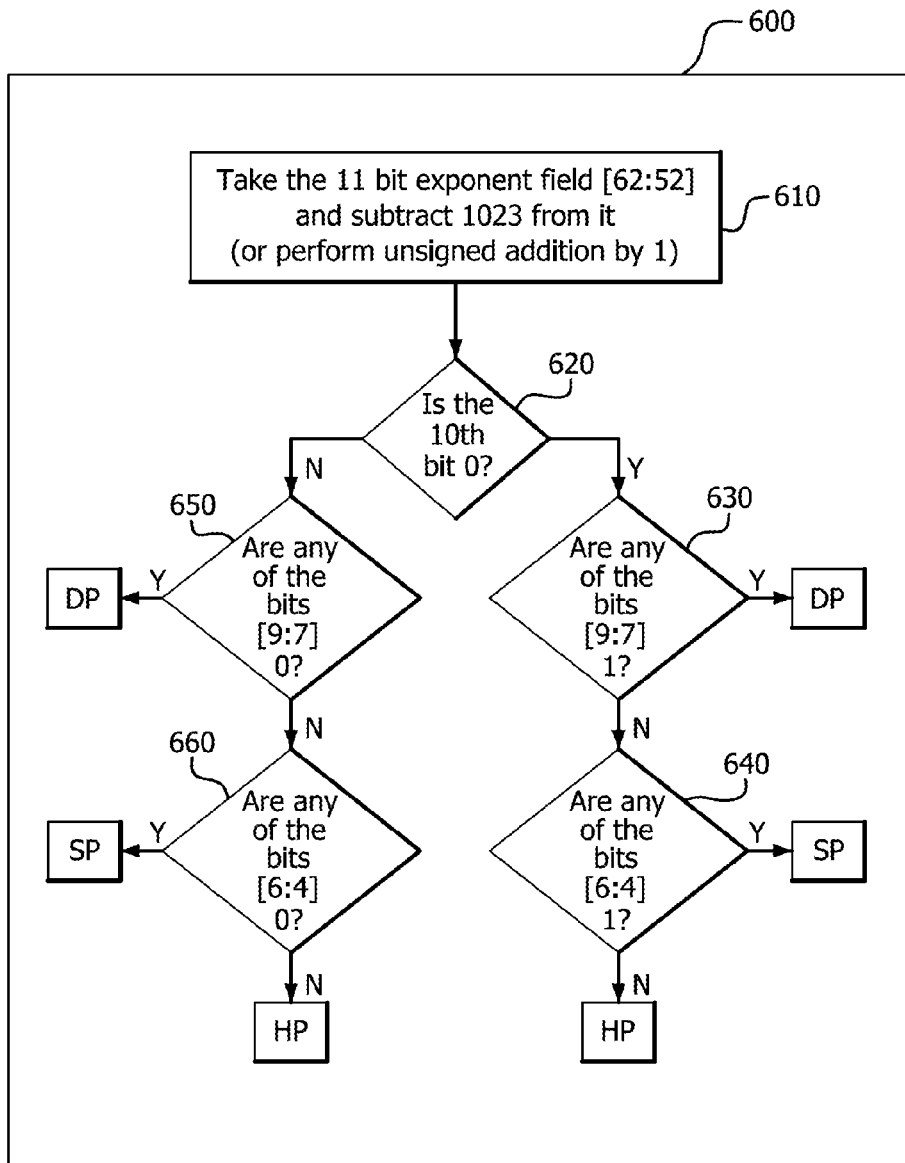 600
Take the 11 bit exponent field [62:52]
and subtract 1023 from it
(or perform unsigned addition by 1)
610
Is the
10th
bit 0?
620
N
Y
650
Are any
of the
bits
[9:7]
0?
Y
DP
N
630
Are any
of the
bits
[9:7]
1?
Y
DP
N
660
Are any
of the
bits
[6:4]
0?
Y
SP
N
HP
640
Are any
of the
bits
[6:4]
1?
Y
SP
N
HP